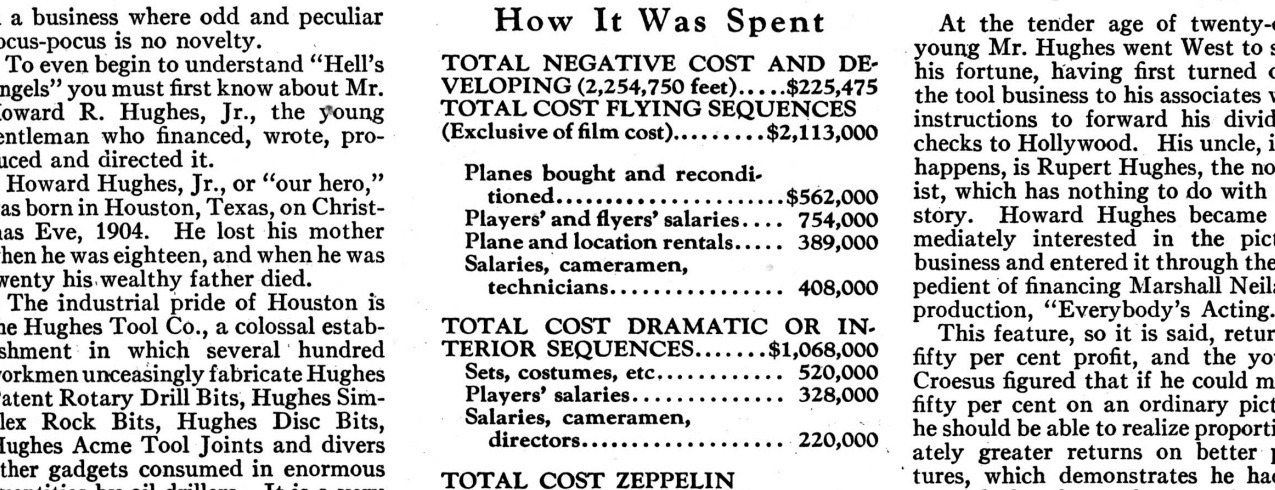 a business where odd and peculiar
ocus-pocus is no novelty.
To even begin to understand "Hell's
ngels" you must first know about Mr.
oward R. Hughes, Jr., the young
entleman who financed, wrote, pro-
uced and directed it.
Howard Hughes, Jr., or "our hero,"
as born in Houston, Texas, on Christ-
mas Eve, 1904. He lost his mother
when he was eighteen, and when he was
wenty his wealthy father died.
The industrial pride of Houston is
he Hughes Tool Co., a colossal estab-
ishment in which several hundred
workmen unceasingly fabricate Hughes
Patent Rotary Drill Bits, Hughes Sim-
lex Rock Bits, Hughes Disc Bits,
Hughes Acme Tool Joints and divers
ther gadgets consumed in enormous
quantities by oil drillers. It is a very
How It Was Spent
TOTAL NEGATIVE COST AND DE-
VELOPING (2,254,750 feet).....$225,475
TOTAL COST FLYING SEQUENCES
(Exclusive of film cost).........$2,113,000
Planes bought and recondi-
tioned.......................$562,000
Players' and flyers' salaries.... 754,000
Plane and location rentals..... 389,000
Salaries, cameramen,
technicians................. 408,000
TOTAL COST DRAMATIC OR IN-
TERIOR SEQUENCES.......$1,068,000
Sets, costumes, etc............. 520,000
Players' salaries............... 328,000
Salaries, cameramen,
directors.................... 220,000
TOTAL COST ZEPPELIN
At the tender age of twenty-
young Mr. Hughes went West to s
his fortune, having first turned o
the tool business to his associates w
instructions to forward his divid
checks to Hollywood. His uncle, i
happens, is Rupert Hughes, the no
ist, which has nothing to do with
story. Howard Hughes became
mediately interested in the pict
business and entered it through the
pedient of financing Marshall Neila
production, "Everybody's Acting.
This feature, so it is said, retur
fifty per cent profit, and the yo
Croesus figured that if he could m
fifty per cent on an ordinary pict
he should be able to realize proporti
ately greater returns on better p
tures, which demonstrates he had